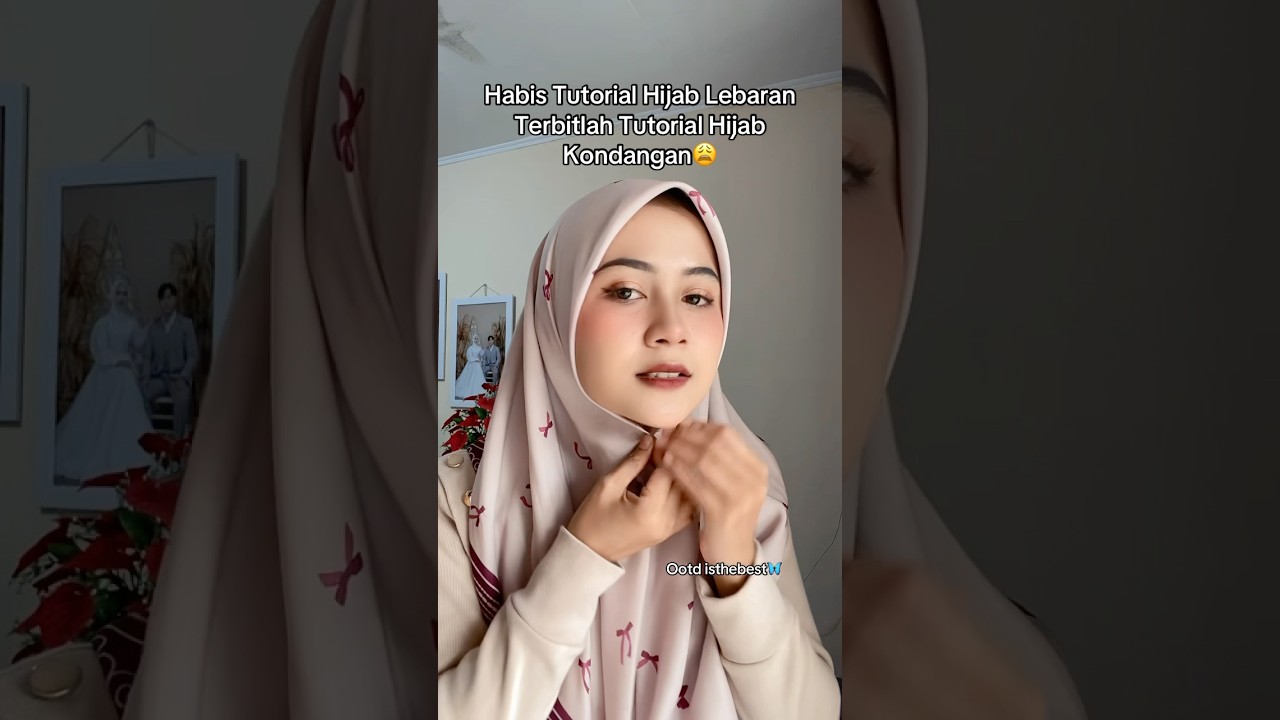 Habis Tutorial Hijab Lebaran
Terbitlah Tutorial Hijab
Kondangan😩
Ootd isthebest🦋